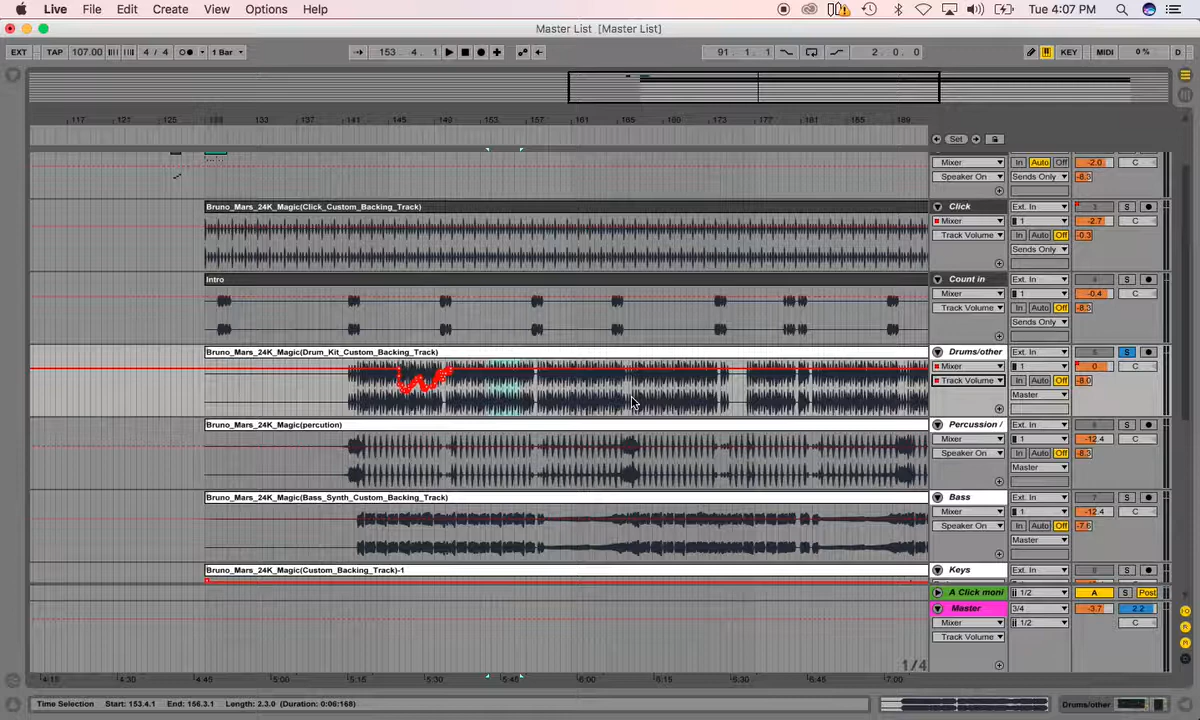 Live File Edit Create View Options Help Tue 4:07 PM
Master List [Master List]
EXT TAP 107.00 4 / 4 1 Bar 153 . 4 . 1 91 . 1 . 1 2 . 0 . 0 KEY MIDI 0 % D
117 121 125 129 133 137 141 145 149 153 157 161 165 169 173 177 181 185 189
Set
Mixer In Auto Off -2.0 C
Speaker On Sends Only -8.3
Bruno_Mars_24K_Magic(Click_Custom_Backing_Track) Click Ext. In 3 S
Mixer 1 -2.7 C
Track Volume In Auto Off -0.3
Sends Only
Intro Count in Ext. In 4 S
Mixer 1 -0.4 C
Track Volume In Auto Off -8.3
Sends Only
Bruno_Mars_24K_Magic(Drum_Kit_Custom_Backing_Track) Drums/other Ext. In 5 S
Mixer 1 0 C
Track Volume In Auto Off -8.0
Master
Bruno_Mars_24K_Magic(percution) Percussion / Ext. In 6 S
Mixer 1 -12.4 C
Speaker On In Auto Off -8.3
Master
Bruno_Mars_24K_Magic(Bass_Synth_Custom_Backing_Track) Bass Ext. In 7 S
Mixer 1 -12.4 C
Speaker On In Auto Off -7.6
Master
Bruno_Mars_24K_Magic(Custom_Backing_Track)-1 Keys Ext. In 8 S
A Click moni 1/2 A S Post
Master 3/4 -3.7 2.2
Mixer 1/2 C
Track Volume
1/4
4:15 4:30 4:45 5:00 5:15 5:30 5:45 6:00 6:15 6:30 6:45 7:00
Time Selection Start: 153.4.1 End: 156.3.1 Length: 2.3.0 (Duration: 0:06:168) Drums/other